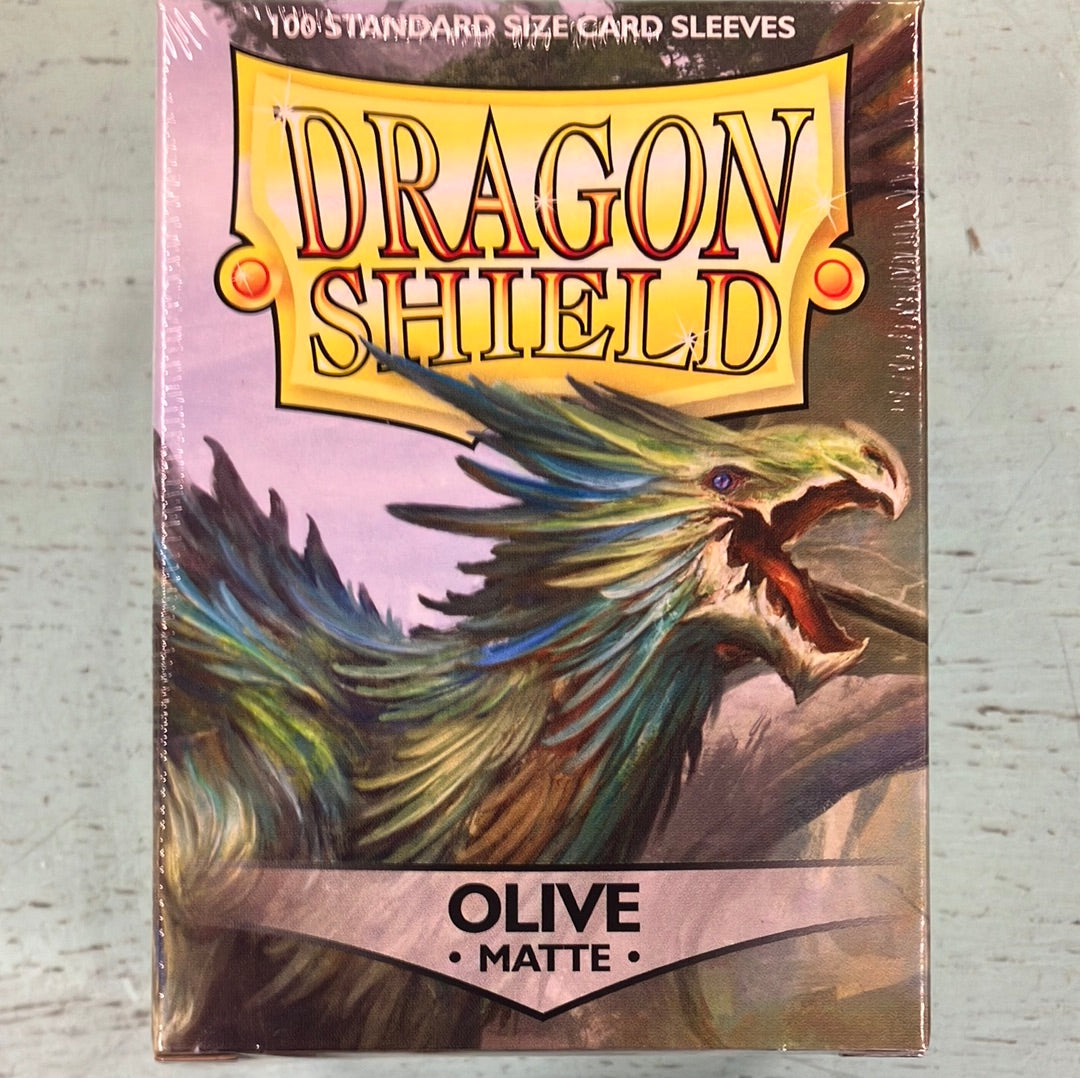 100 STANDARD SIZE CARD SLEEVES
DRAGON
SHIELD
OLIVE
• MATTE •